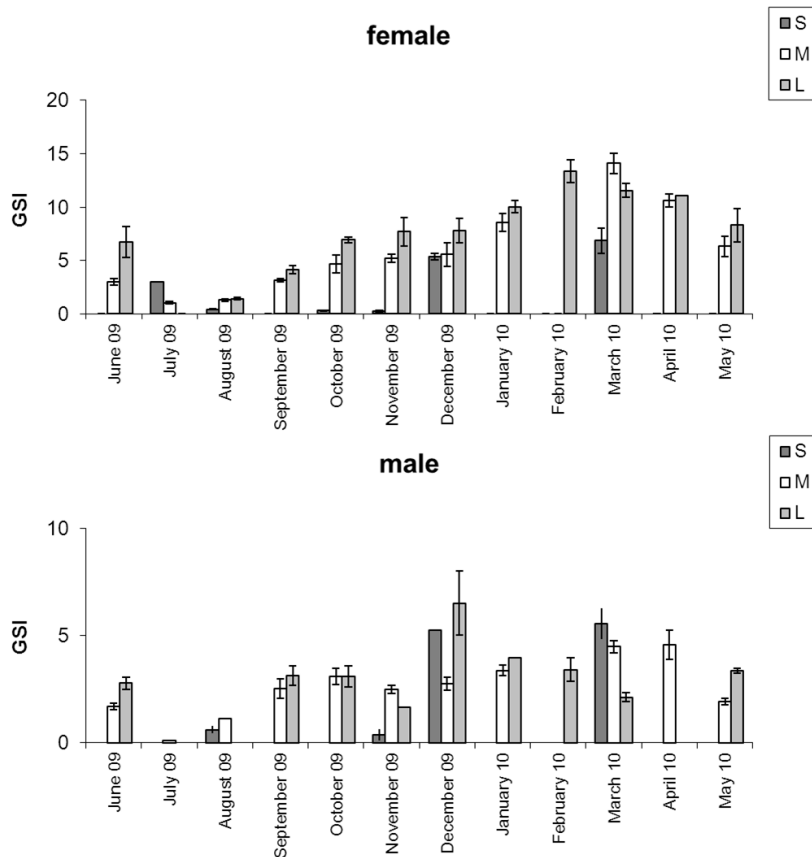 female
S
M
L
20
15
10
5
0
GSI
June 09
July 09
August 09
September 09
October 09
November 09
December 09
January 10
February 10
March 10
April 10
May 10
male
S
M
L
10
5
0
GSI
June 09
July 09
August 09
September 09
October 09
November 09
December 09
January 10
February 10
March 10
April 10
May 10